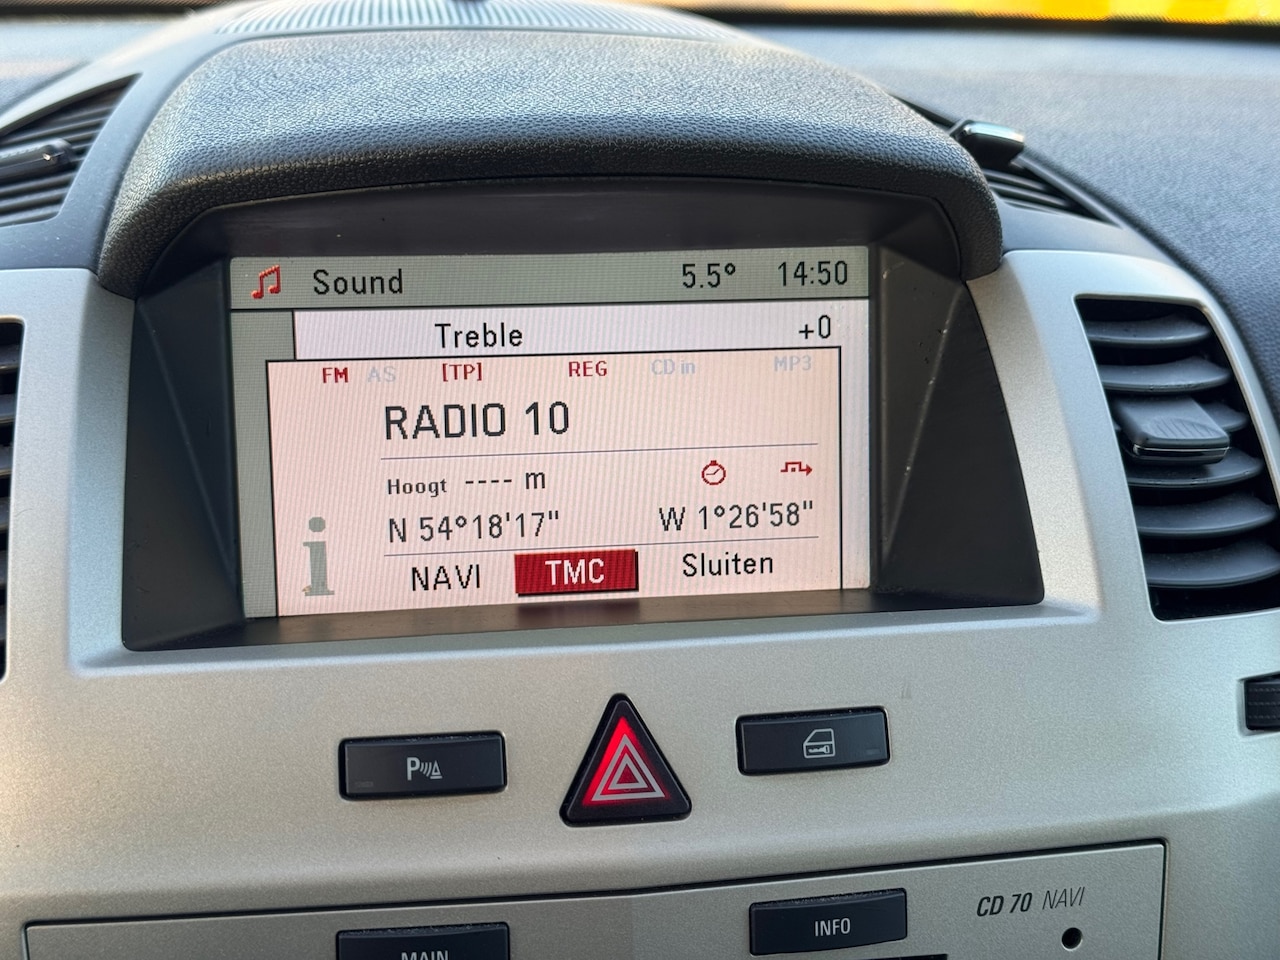 Sound 5.5° 14:50
Treble +0
FM AS [TP] REG CD in MP3
RADIO 10
Hoogt ---- m
N 54°18'17" W 1°26'58"
NAVI TMC Sluiten
P
CD 70 NAVI
INFO
MAIN